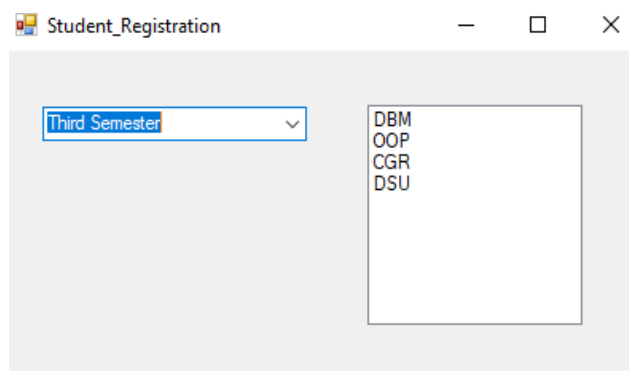 Student_Registration
Third Semester
DBM
OOP
CGR
DSU